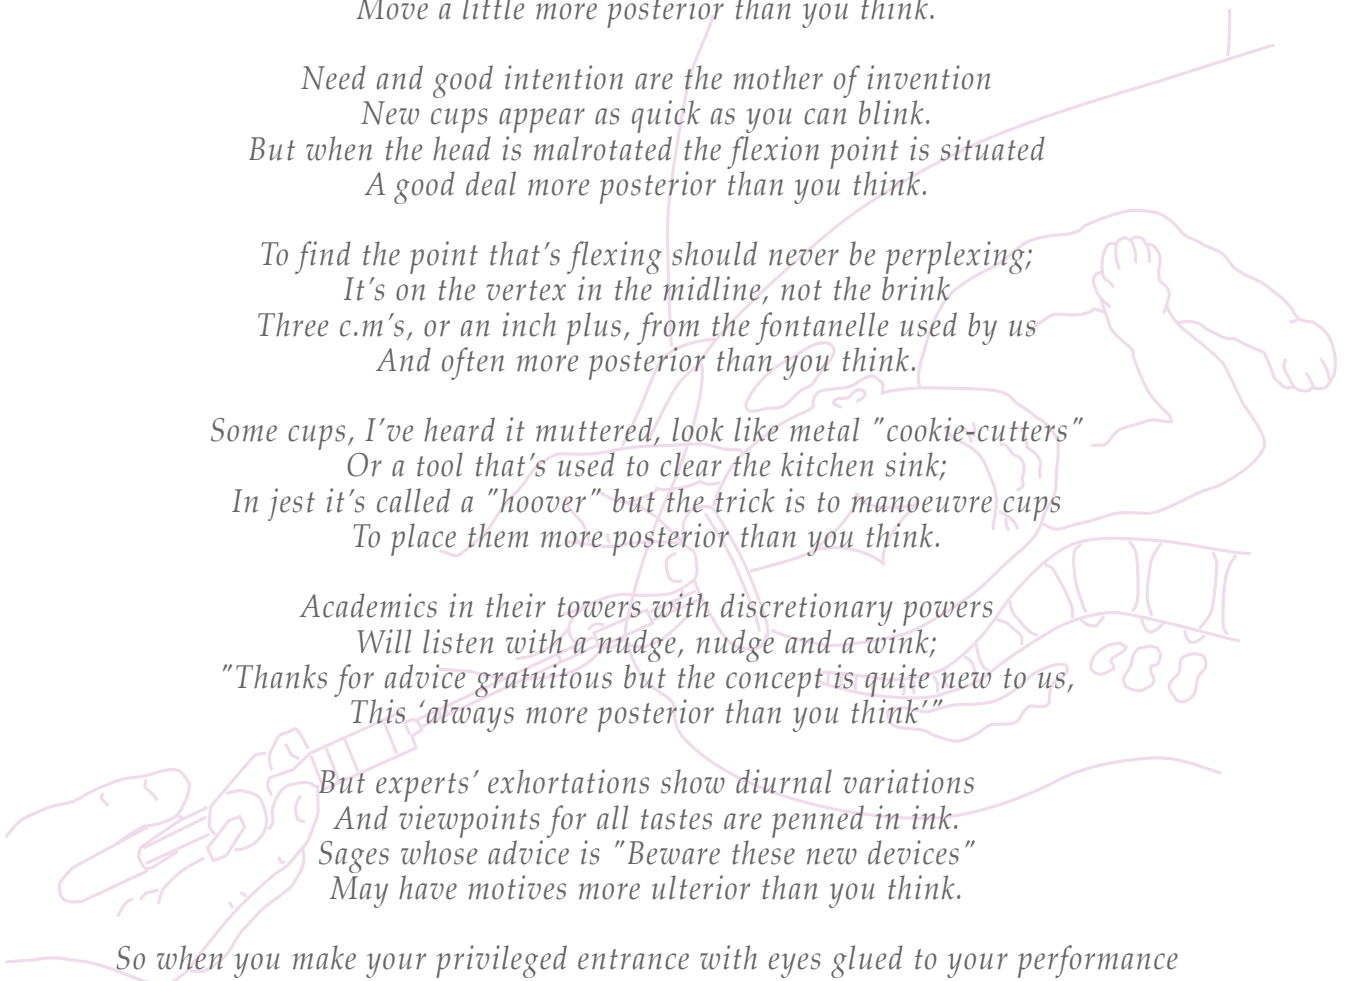 Move a little more posterior than you think.
Need and good intention are the mother of invention
New cups appear as quick as you can blink.
But when the head is malrotated the flexion point is situated
A good deal more posterior than you think.
To find the point that's flexing should never be perplexing;
It's on the vertex in the midline, not the brink
Three c.m's, or an inch plus, from the fontanelle used by us
And often more posterior than you think.
Some cups, I've heard it muttered, look like metal "cookie-cutters"
Or a tool that's used to clear the kitchen sink;
In jest it's called a "hoover" but the trick is to manoeuvre cups
To place them more posterior than you think.
Academics in their towers with discretionary powers
Will listen with a nudge, nudge and a wink;
"Thanks for advice gratuitous but the concept is quite new to us,
This ‘always more posterior than you think’"
But experts’ exhortations show diurnal variations
And viewpoints for all tastes are penned in ink.
Sages whose advice is "Beware these new devices"
May have motives more ulterior than you think.
So when you make your privileged entrance with eyes glued to your performance